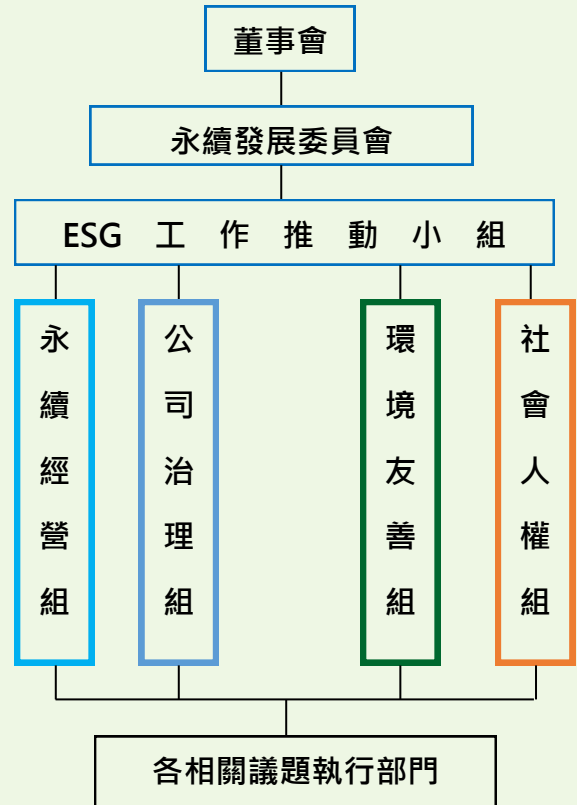 董事會
永續發展委員會
ESG 工作推動小組
永續經營組
公司治理組
環境友善組
社會人權組
各相關議題執行部門